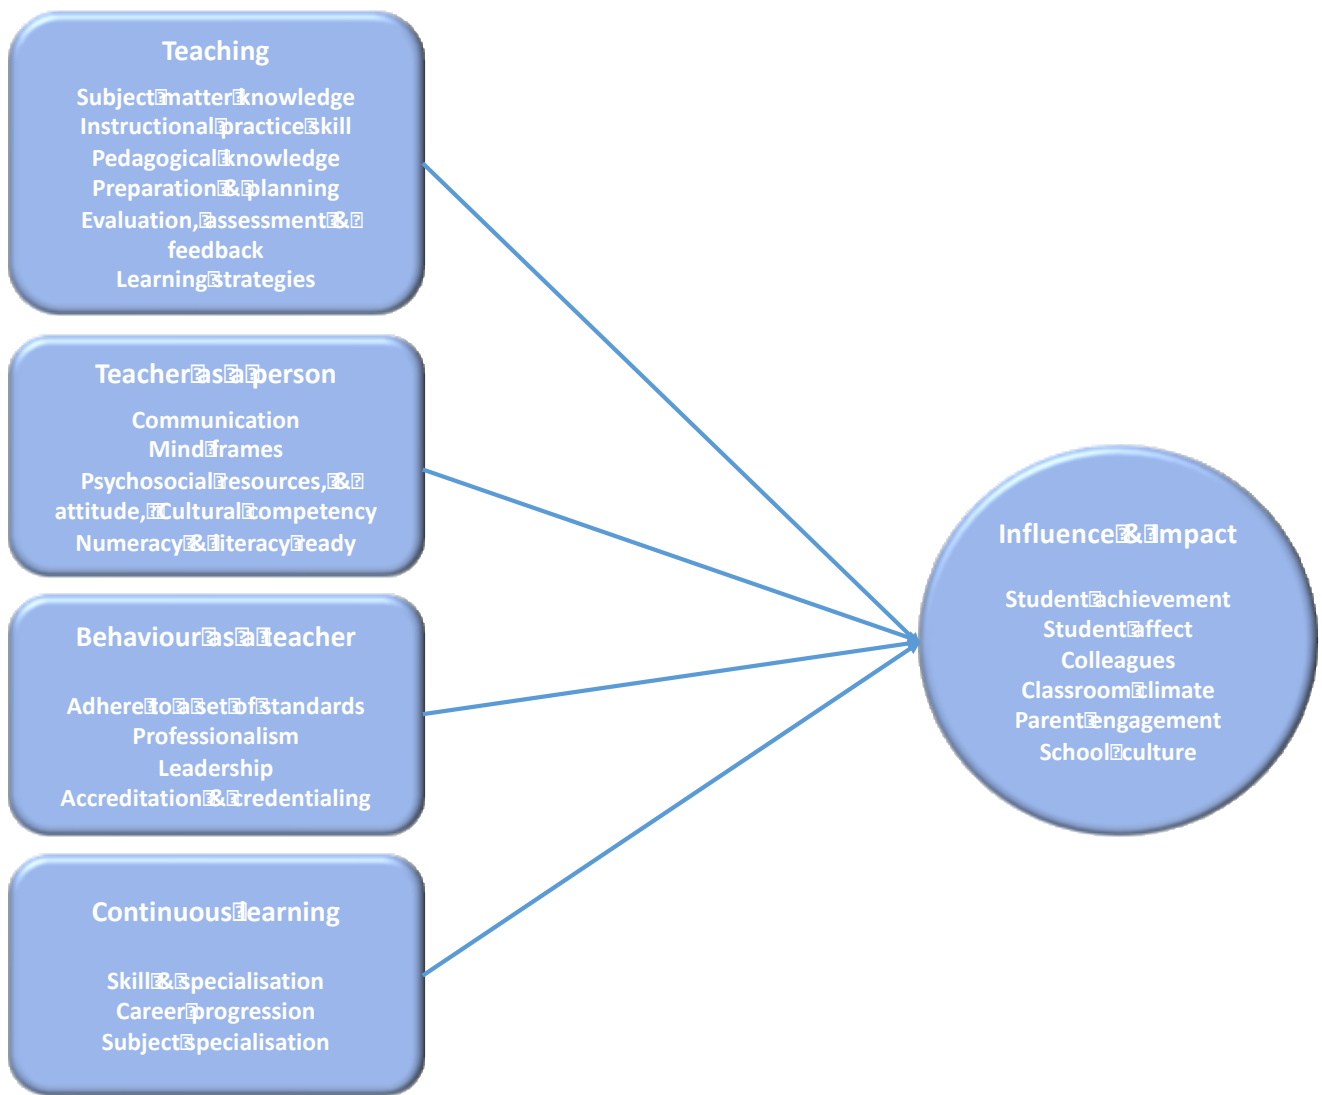 Teaching
Subject matter knowledge
Instructional practice skill
Pedagogical knowledge
Preparation & planning
Evaluation, assessment &
feedback
Learning strategies
Teacher as a person
Communication
Mind frames
Psychosocial resources, &
attitude, Cultural competency
Numeracy & literacy ready
Behaviour as a teacher
Adhere to a set of standards
Professionalism
Leadership
Accreditation & credentialing
Continuous learning
Skill & specialisation
Career progression
Subject specialisation
Influence & Impact
Student achievement
Student affect
Colleagues
Classroom climate
Parent engagement
School culture